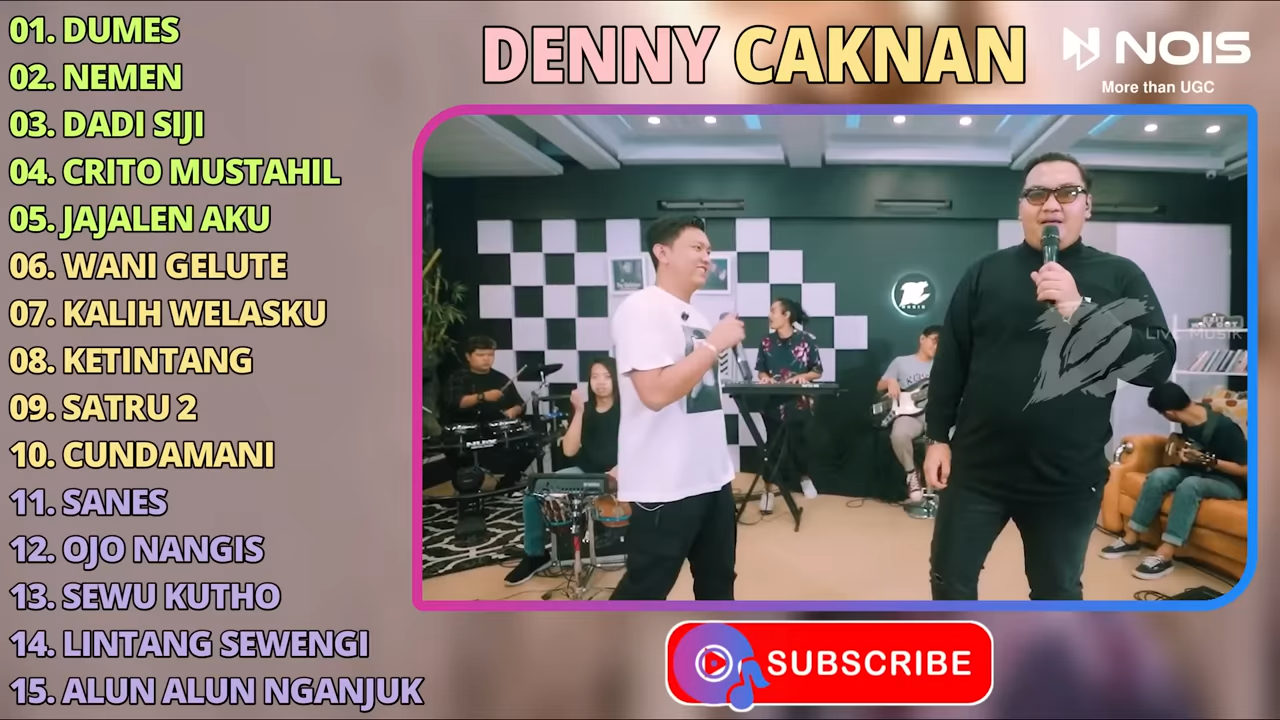 01. DUMES
02. NEMEN
03. DADI SIJI
04. CRITO MUSTAHIL
05. JAJALEN AKU
06. WANI GELUTE
07. KALIH WELASKU
08. KETINTANG
09. SATRU 2
10. CUNDAMANI
11. SANES
12. OJO NANGIS
13. SEWU KUTHO
14. LINTANG SEWENGI
15. ALUN ALUN NGANJUK
DENNY CAKNAN
NOIS
More than UGC
LIVE MUSIK
SUBSCRIBE